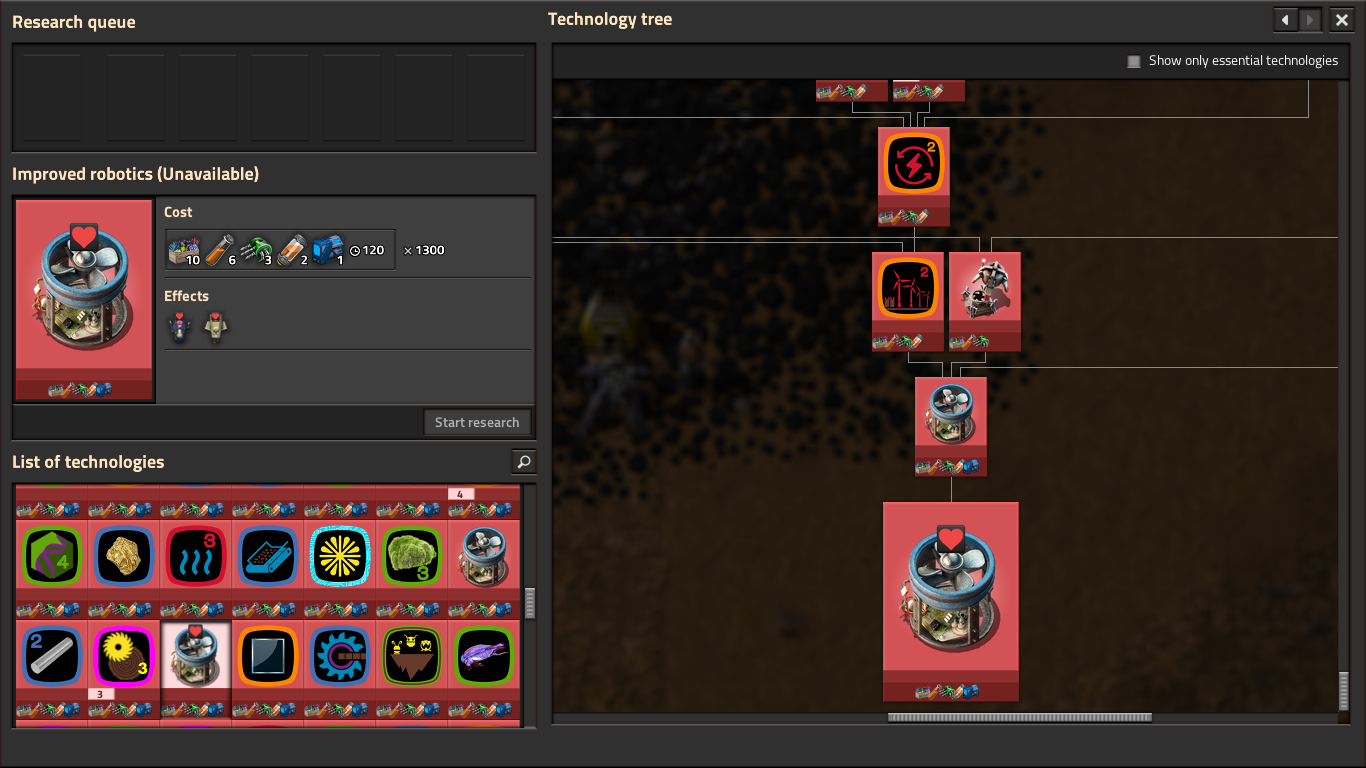 Research queue
Technology tree
Show only essential technologies
Improved robotics (Unavailable)
Cost
10 6 3 2 1 120 × 1300
Effects
Start research
List of technologies
4
4 3 3
2 3
3
2
2